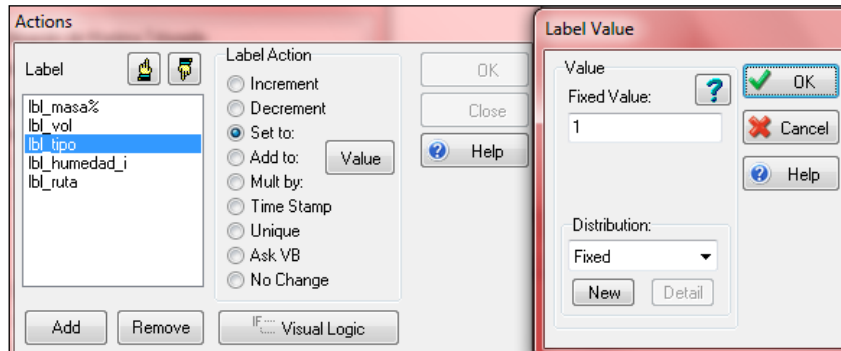 Actions
Label
lbl_masa%
lbl_vol
lbl_tipo
lbl_humedad_i
lbl_ruta
Add
Remove
Label Action
Increment
Decrement
Set to:
Add to:
Value
Mult by:
Time Stamp
Unique
Ask VB
No Change
IF Visual Logic
OK
Close
? Help
Label Value
Value
Fixed Value:
?
1
Distribution:
Fixed
New
Detail
OK
Cancel
? Help